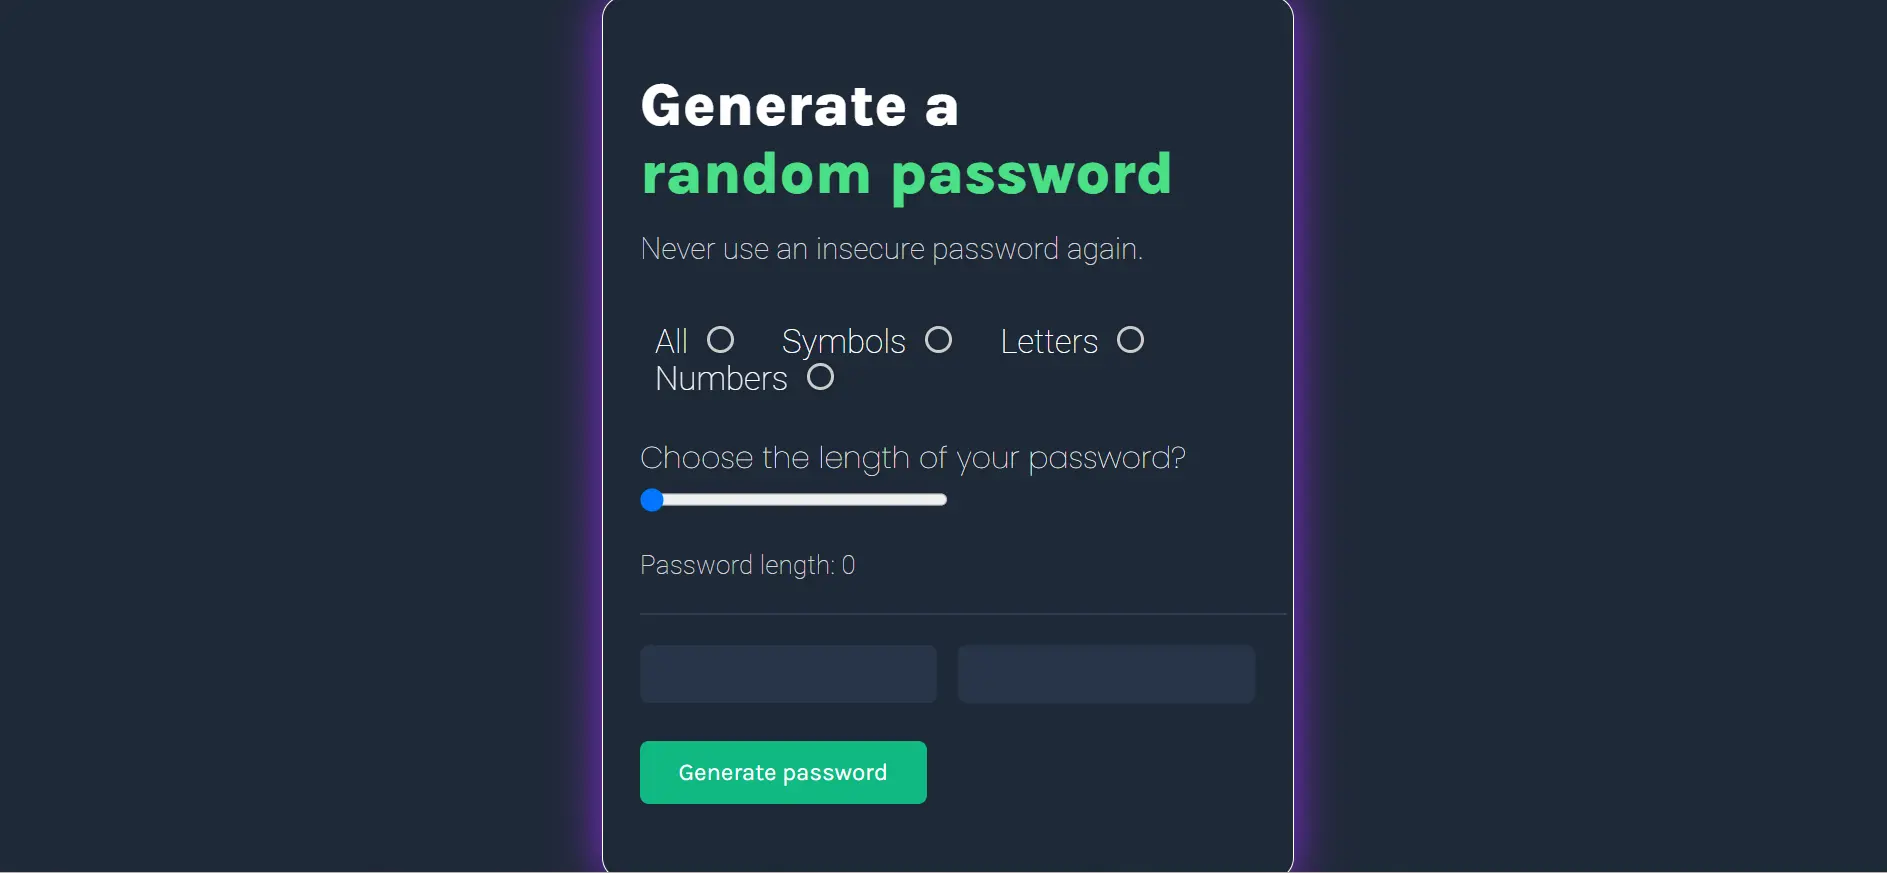 Generate a
random password
Never use an insecure password again.
All Symbols Letters
Numbers
Choose the length of your password?
Password length: 0
Generate password